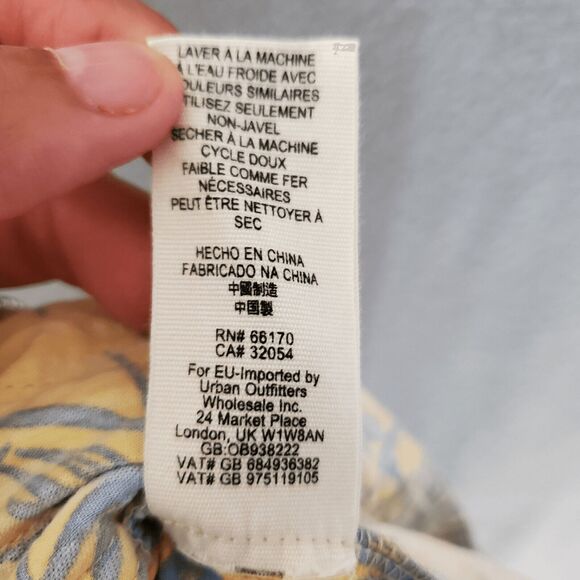 LAVER À LA MACHINE
À L'EAU FROIDE AVEC
COULEURS SIMILAIRES
UTILISEZ SEULEMENT
NON-JAVEL
SECHER À LA MACHINE
CYCLE DOUX
FAIBLE COMME FER
NÉCESSAIRES
PEUT ÊTRE NETTOYER À
SEC
HECHO EN CHINA
FABRICADO NA CHINA
中國制造
中国製
RN# 66170
CA# 32054
For EU-Imported by
Urban Outfitters
Wholesale Inc.
24 Market Place
London, UK W1W8AN
GB:OB938222
VAT# GB 684936382
VAT# GB 975119105